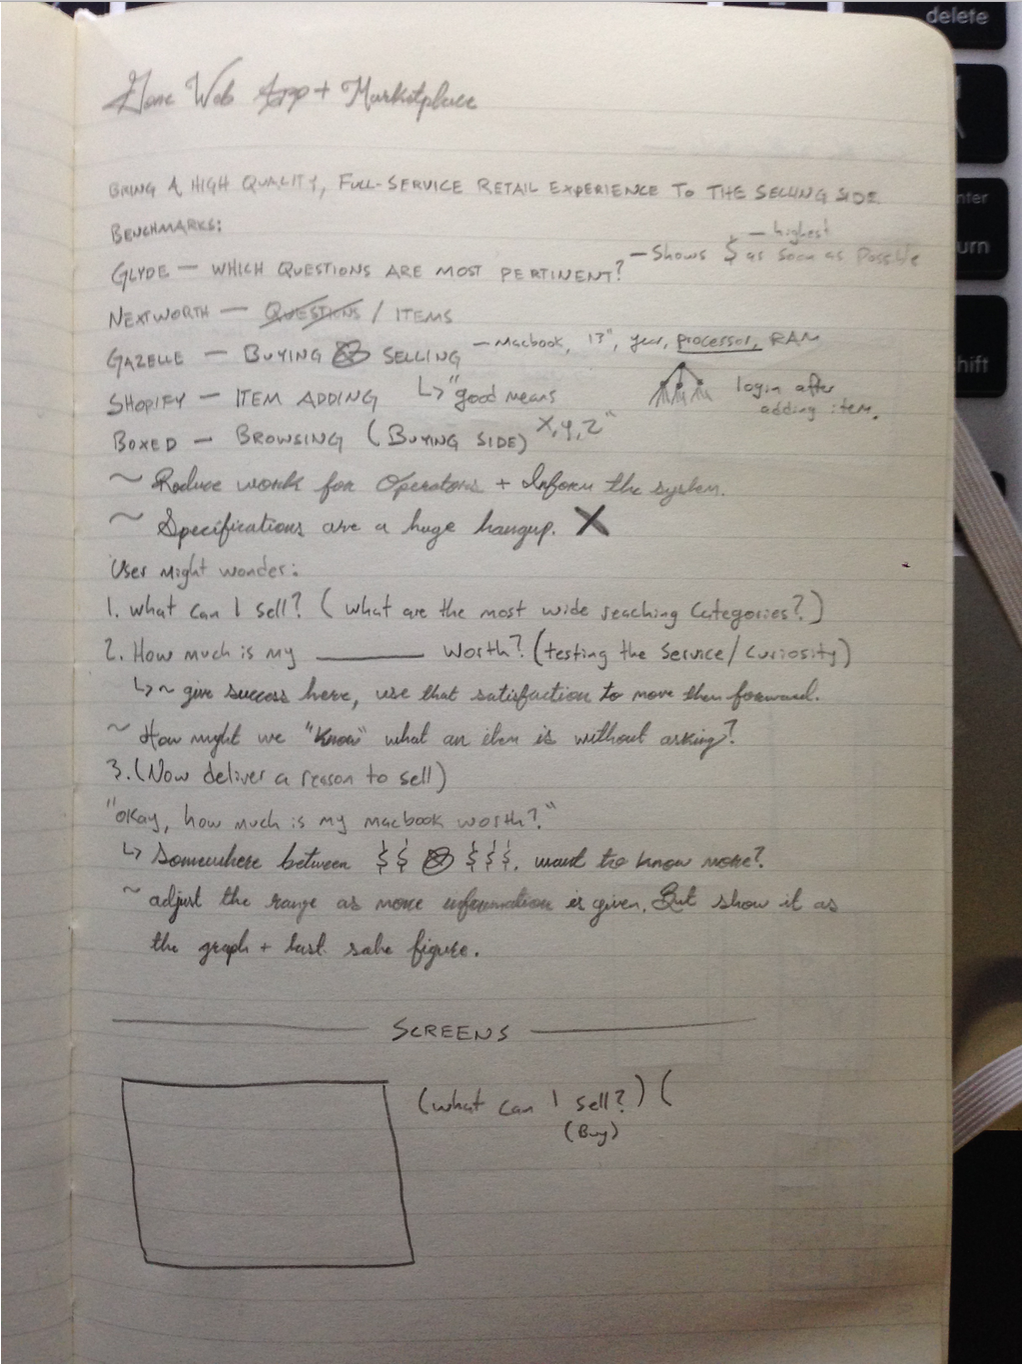 Gone Web App + Marketplace
BRING A HIGH QUALITY, FULL-SERVICE RETAIL EXPERIENCE TO THE SELLING SIDE.
BENCHMARKS:
— highest
GLYDE — WHICH QUESTIONS ARE MOST PERTINENT? — Shows $ as soon as possible
NEXTWORTH — QUESTIONS / ITEMS
GAZELLE — BUYING SELLING — Macbook, 13", year, processor, RAM
SHOPIFY — ITEM ADDING ↳ "good means login after
adding item.
BOXED — BROWSING (BUYING SIDE) X, Y, Z"
~ Reduce work for Operators + Inform the system.
~ Specifications are a huge hangup. X
User might wonder:
1. what can I sell? (what are the most wide reaching categories?)
2. How much is my ______ worth? (testing the service/curiosity)
↳ ~ give success here, use that satisfaction to move them forward.
~ How might we "know" what an item is without asking?
3. (Now deliver a reason to sell)
"okay, how much is my macbook worth?"
↳ Somewhere between $$ $$$. want to know more?
~ adjust the range as more information is given. But show it as
the graph + last sale figure.
SCREENS
(what can I sell?) (
(Buy)
delete